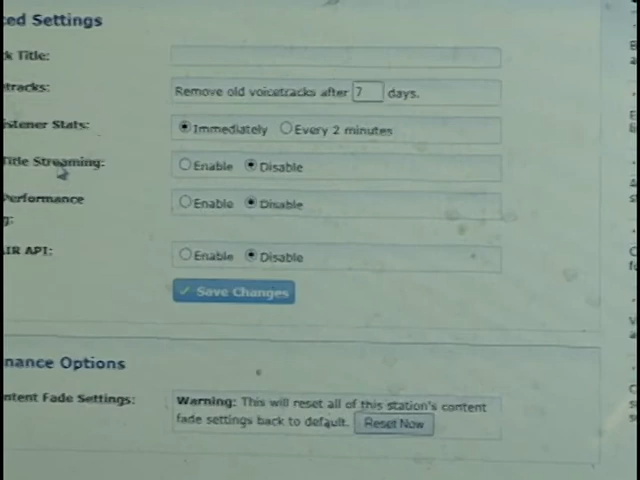 ced Settings
k Title:
tracks: Remove old voicetracks after 7 days.
istener Stats: Immediately Every 2 minutes
Title Streaming: Enable Disable
Performance Enable Disable
g:
IR API: Enable Disable
✓ Save Changes
nance Options
ntent Fade Settings: Warning: This will reset all of this station's content
fade settings back to default. Reset Now